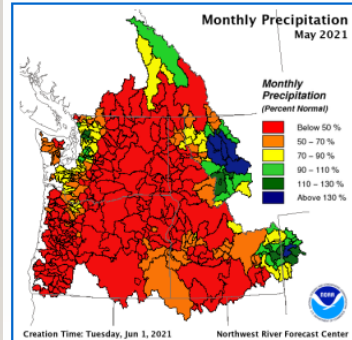 Monthly Precipitation
May 2021
Monthly
Precipitation
(Percent Normal)
Below 50 %
50 – 70 %
70 – 90 %
90 – 110 %
110 – 130 %
Above 130 %
NOAA
Creation Time: Tuesday, Jun 1, 2021
Northwest River Forecast Center